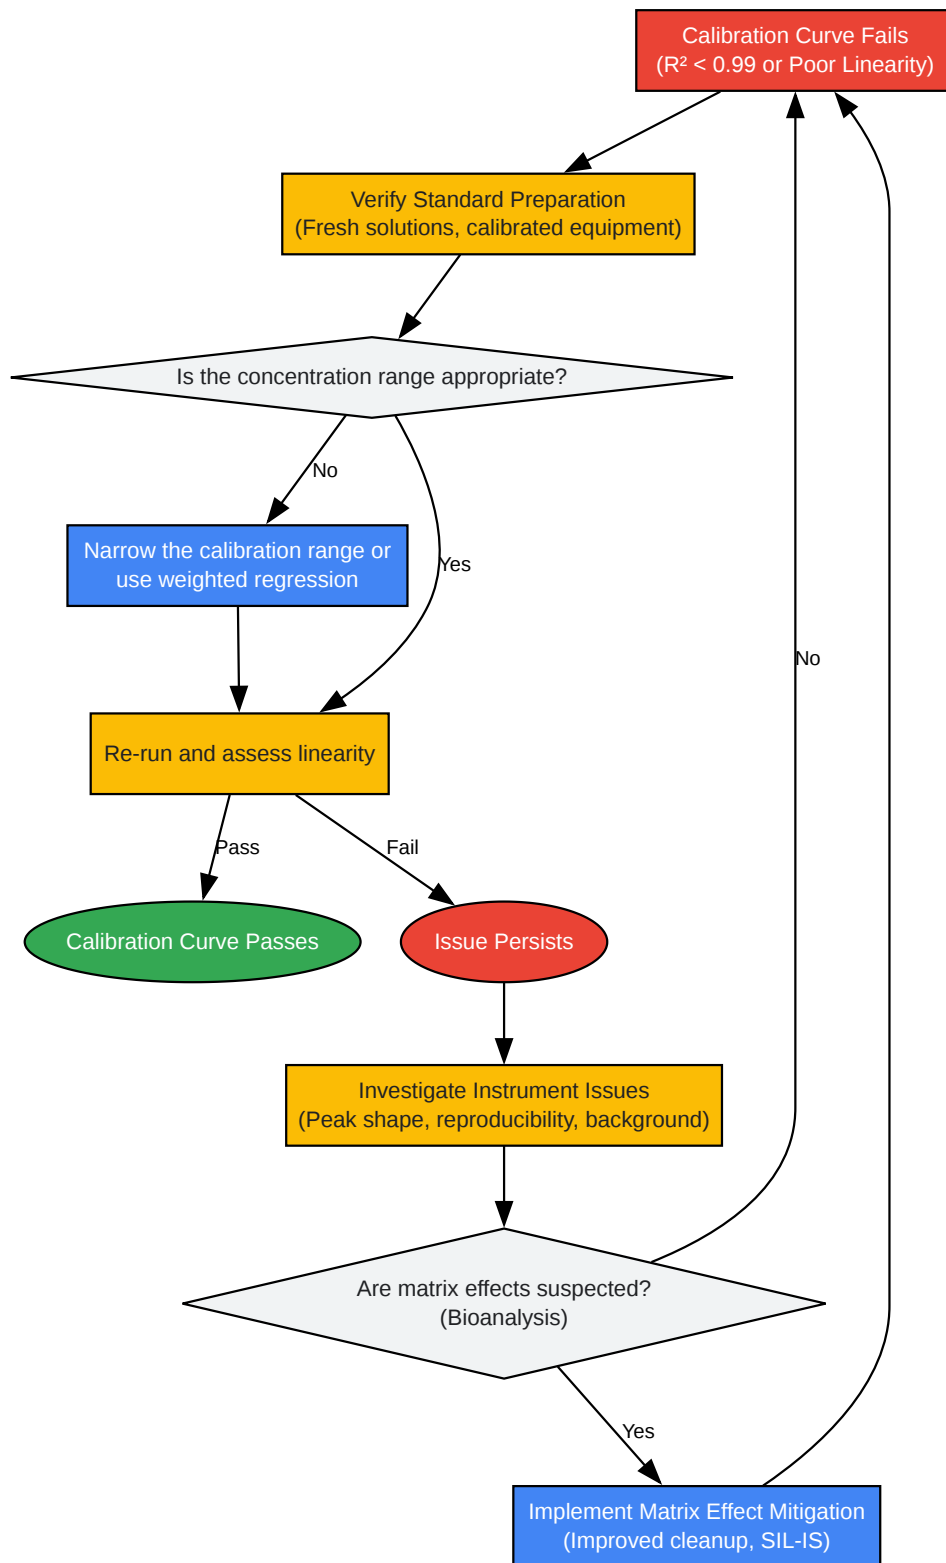 Calibration Curve Fails
(R² < 0.99 or Poor Linearity)
Verify Standard Preparation
(Fresh solutions, calibrated equipment)
Is the concentration range appropriate?
No
Narrow the calibration range or
use weighted regression
Yes
No
Re-run and assess linearity
Pass
Fail
Calibration Curve Passes
Issue Persists
Investigate Instrument Issues
(Peak shape, reproducibility, background)
Are matrix effects suspected?
(Bioanalysis)
Yes
Implement Matrix Effect Mitigation
(Improved cleanup, SIL-IS)